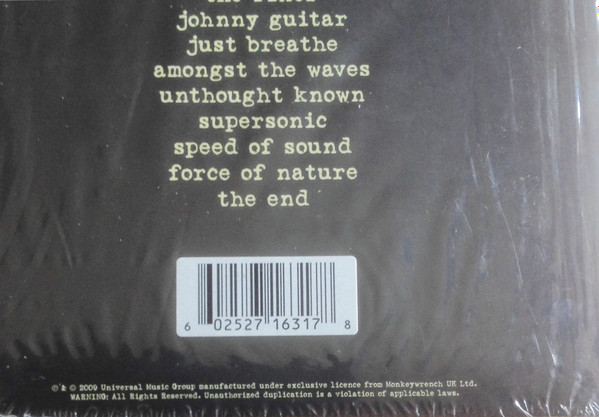 the fixer
johnny guitar
just breathe
amongst the waves
unthought known
supersonic
speed of sound
force of nature
the end
6 02527 16317 8
℗ & © 2009 Universal Music Group manufactured under exclusive licence from Monkeywrench UK Ltd.
WARNING: All Rights Reserved. Unauthorized duplication is a violation of applicable laws.